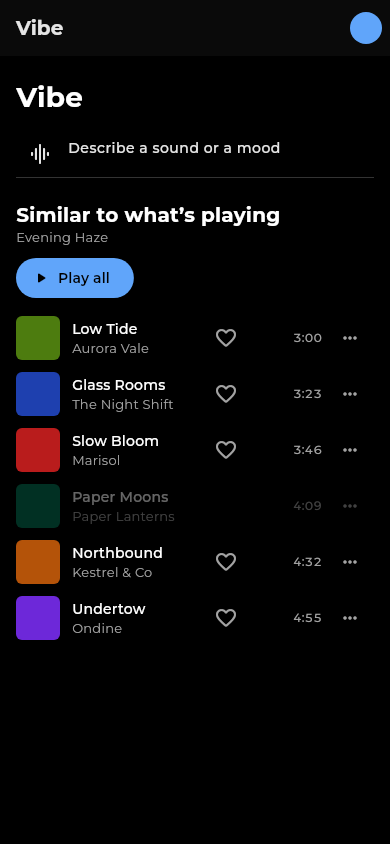 Vibe
Vibe
Describe a sound or a mood
Similar to what’s playing
Evening Haze
Play all
Low Tide
Aurora Vale
3:00
Glass Rooms
The Night Shift
3:23
Slow Bloom
Marisol
3:46
Paper Moons
Paper Lanterns
4:09
Northbound
Kestrel & Co
4:32
Undertow
Ondine
4:55